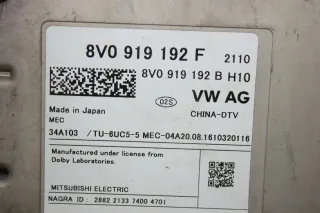 8V0 919 192 F 2110
8V0 919 192 B H10
02S VW AG
Made in Japan CHINA-DTV
MEC
34A103 /TU-6UC5-5 MEC-04A20.08.1610320116
Manufactured under license from
Dolby Laboratories.
MITSUBISHI ELECTRIC
NAGRA ID : 2882 2133 7400 4701